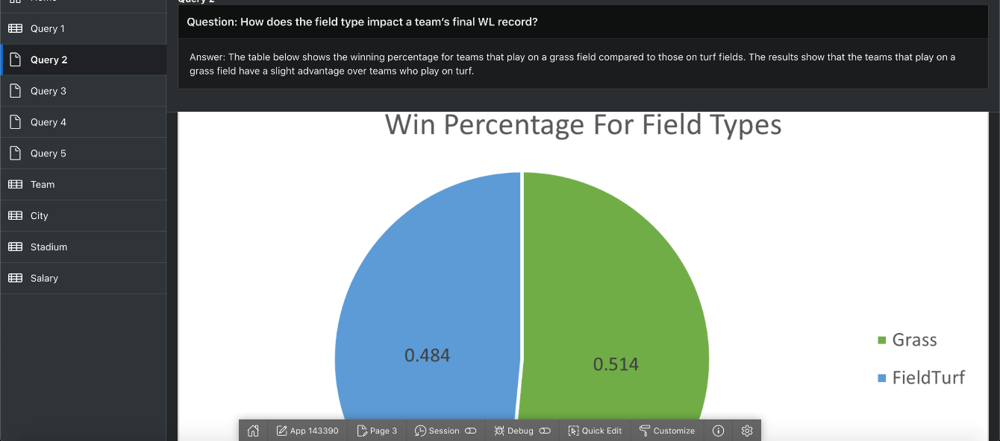 Query 2
Question: How does the field type impact a team's final WL record?
Answer: The table below shows the winning percentage for teams that play on a grass field compared to those on turf fields. The results show that the teams that play on a
grass field have a slight advantage over teams who play on turf.
Query 1
Query 2
Query 3
Query 4
Query 5
Team
City
Stadium
Salary
Win Percentage For Field Types
0.484
0.514
Grass
FieldTurf
App 143390
Page 3
Session
Debug
Quick Edit
Customize